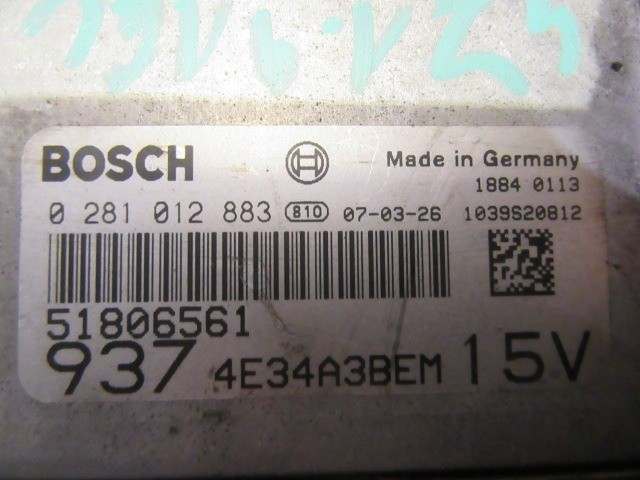 BOSCH Made in Germany
1884 0113
0 281 012 883 810 07-03-26 1039S20812
51806561
937 4E34A3BEM 15V